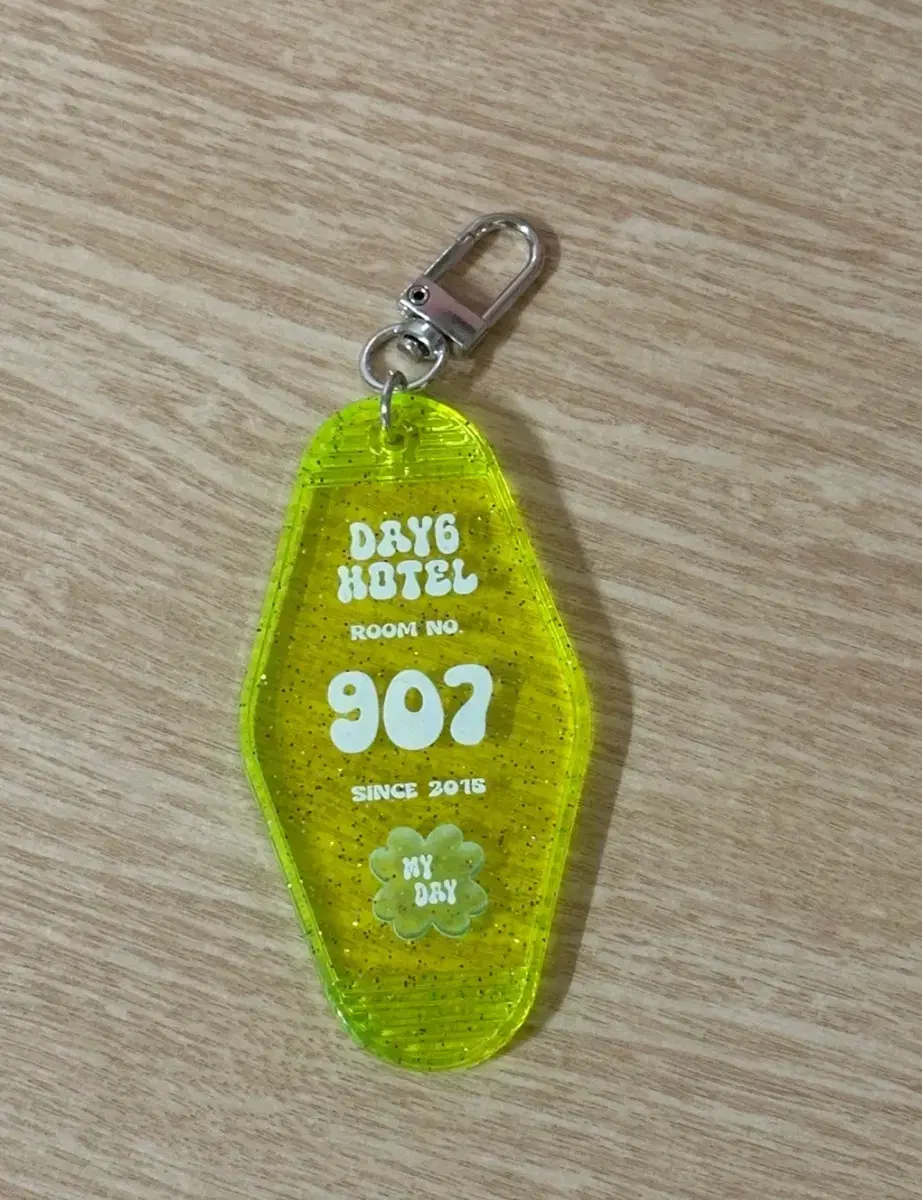 DAY6
HOTEL
ROOM NO.
907
SINCE 2015
MY
DAY